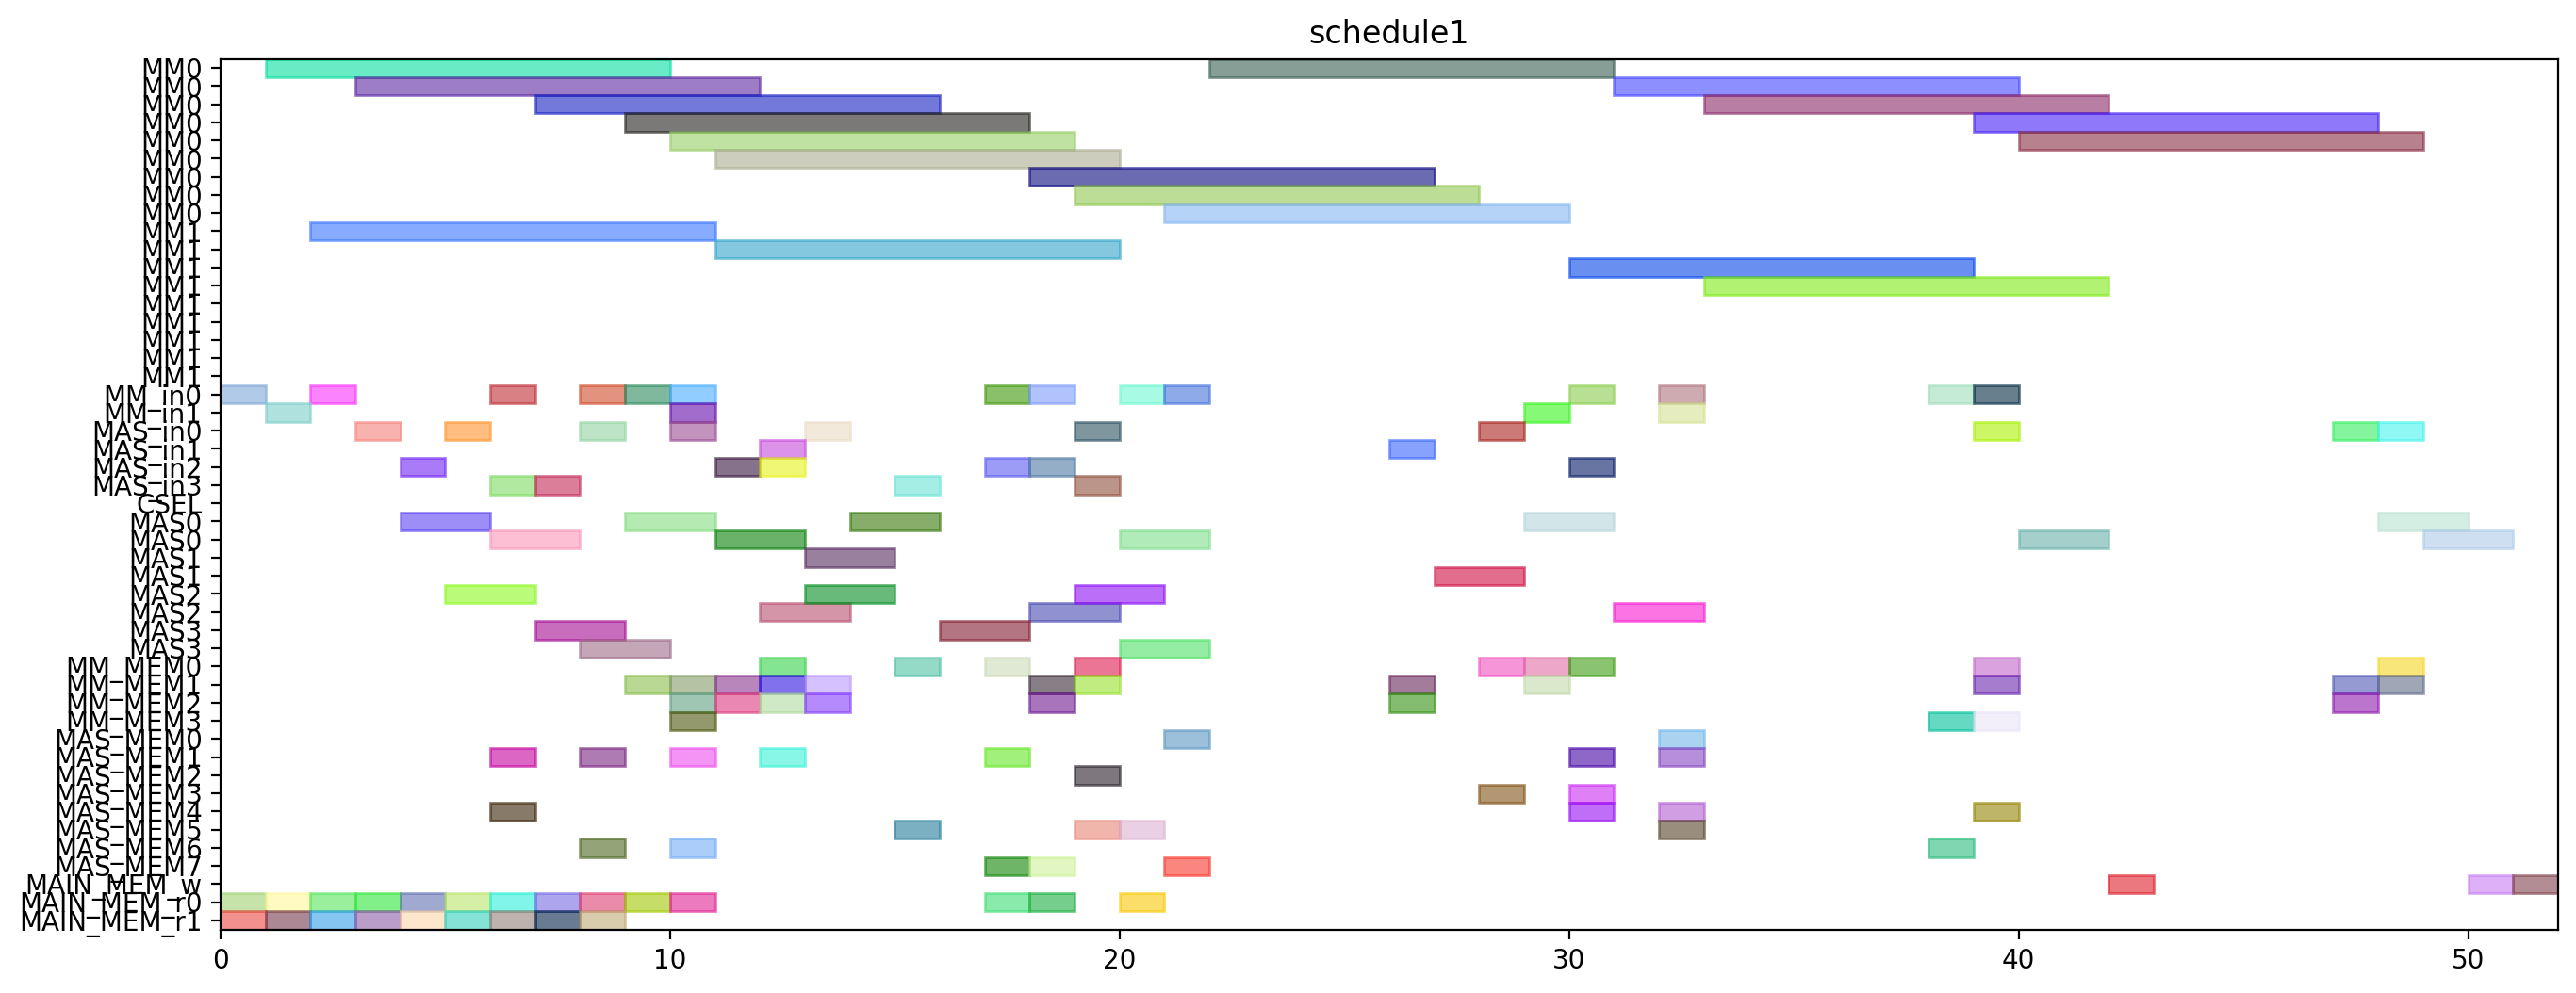 schedule1
MM0
MM0
MM0
MM0
MM0
MM0
MM0
MM0
MM0
MM1
MM1
MM1
MM1
MM1
MM1
MM1
MM1
MM1
MM_in0
MM_in1
MAS_in0
MAS_in1
MAS_in2
MAS_in3
CSEL
MAS0
MAS0
MAS1
MAS1
MAS2
MAS2
MAS3
MAS3
MM_MEM0
MM_MEM1
MM_MEM2
MM_MEM3
MAS_MEM0
MAS_MEM1
MAS_MEM2
MAS_MEM3
MAS_MEM4
MAS_MEM5
MAS_MEM6
MAS_MEM7
MAIN_MEM_w
MAIN_MEM_r0
MAIN_MEM_r1
0 10 20 30 40 50